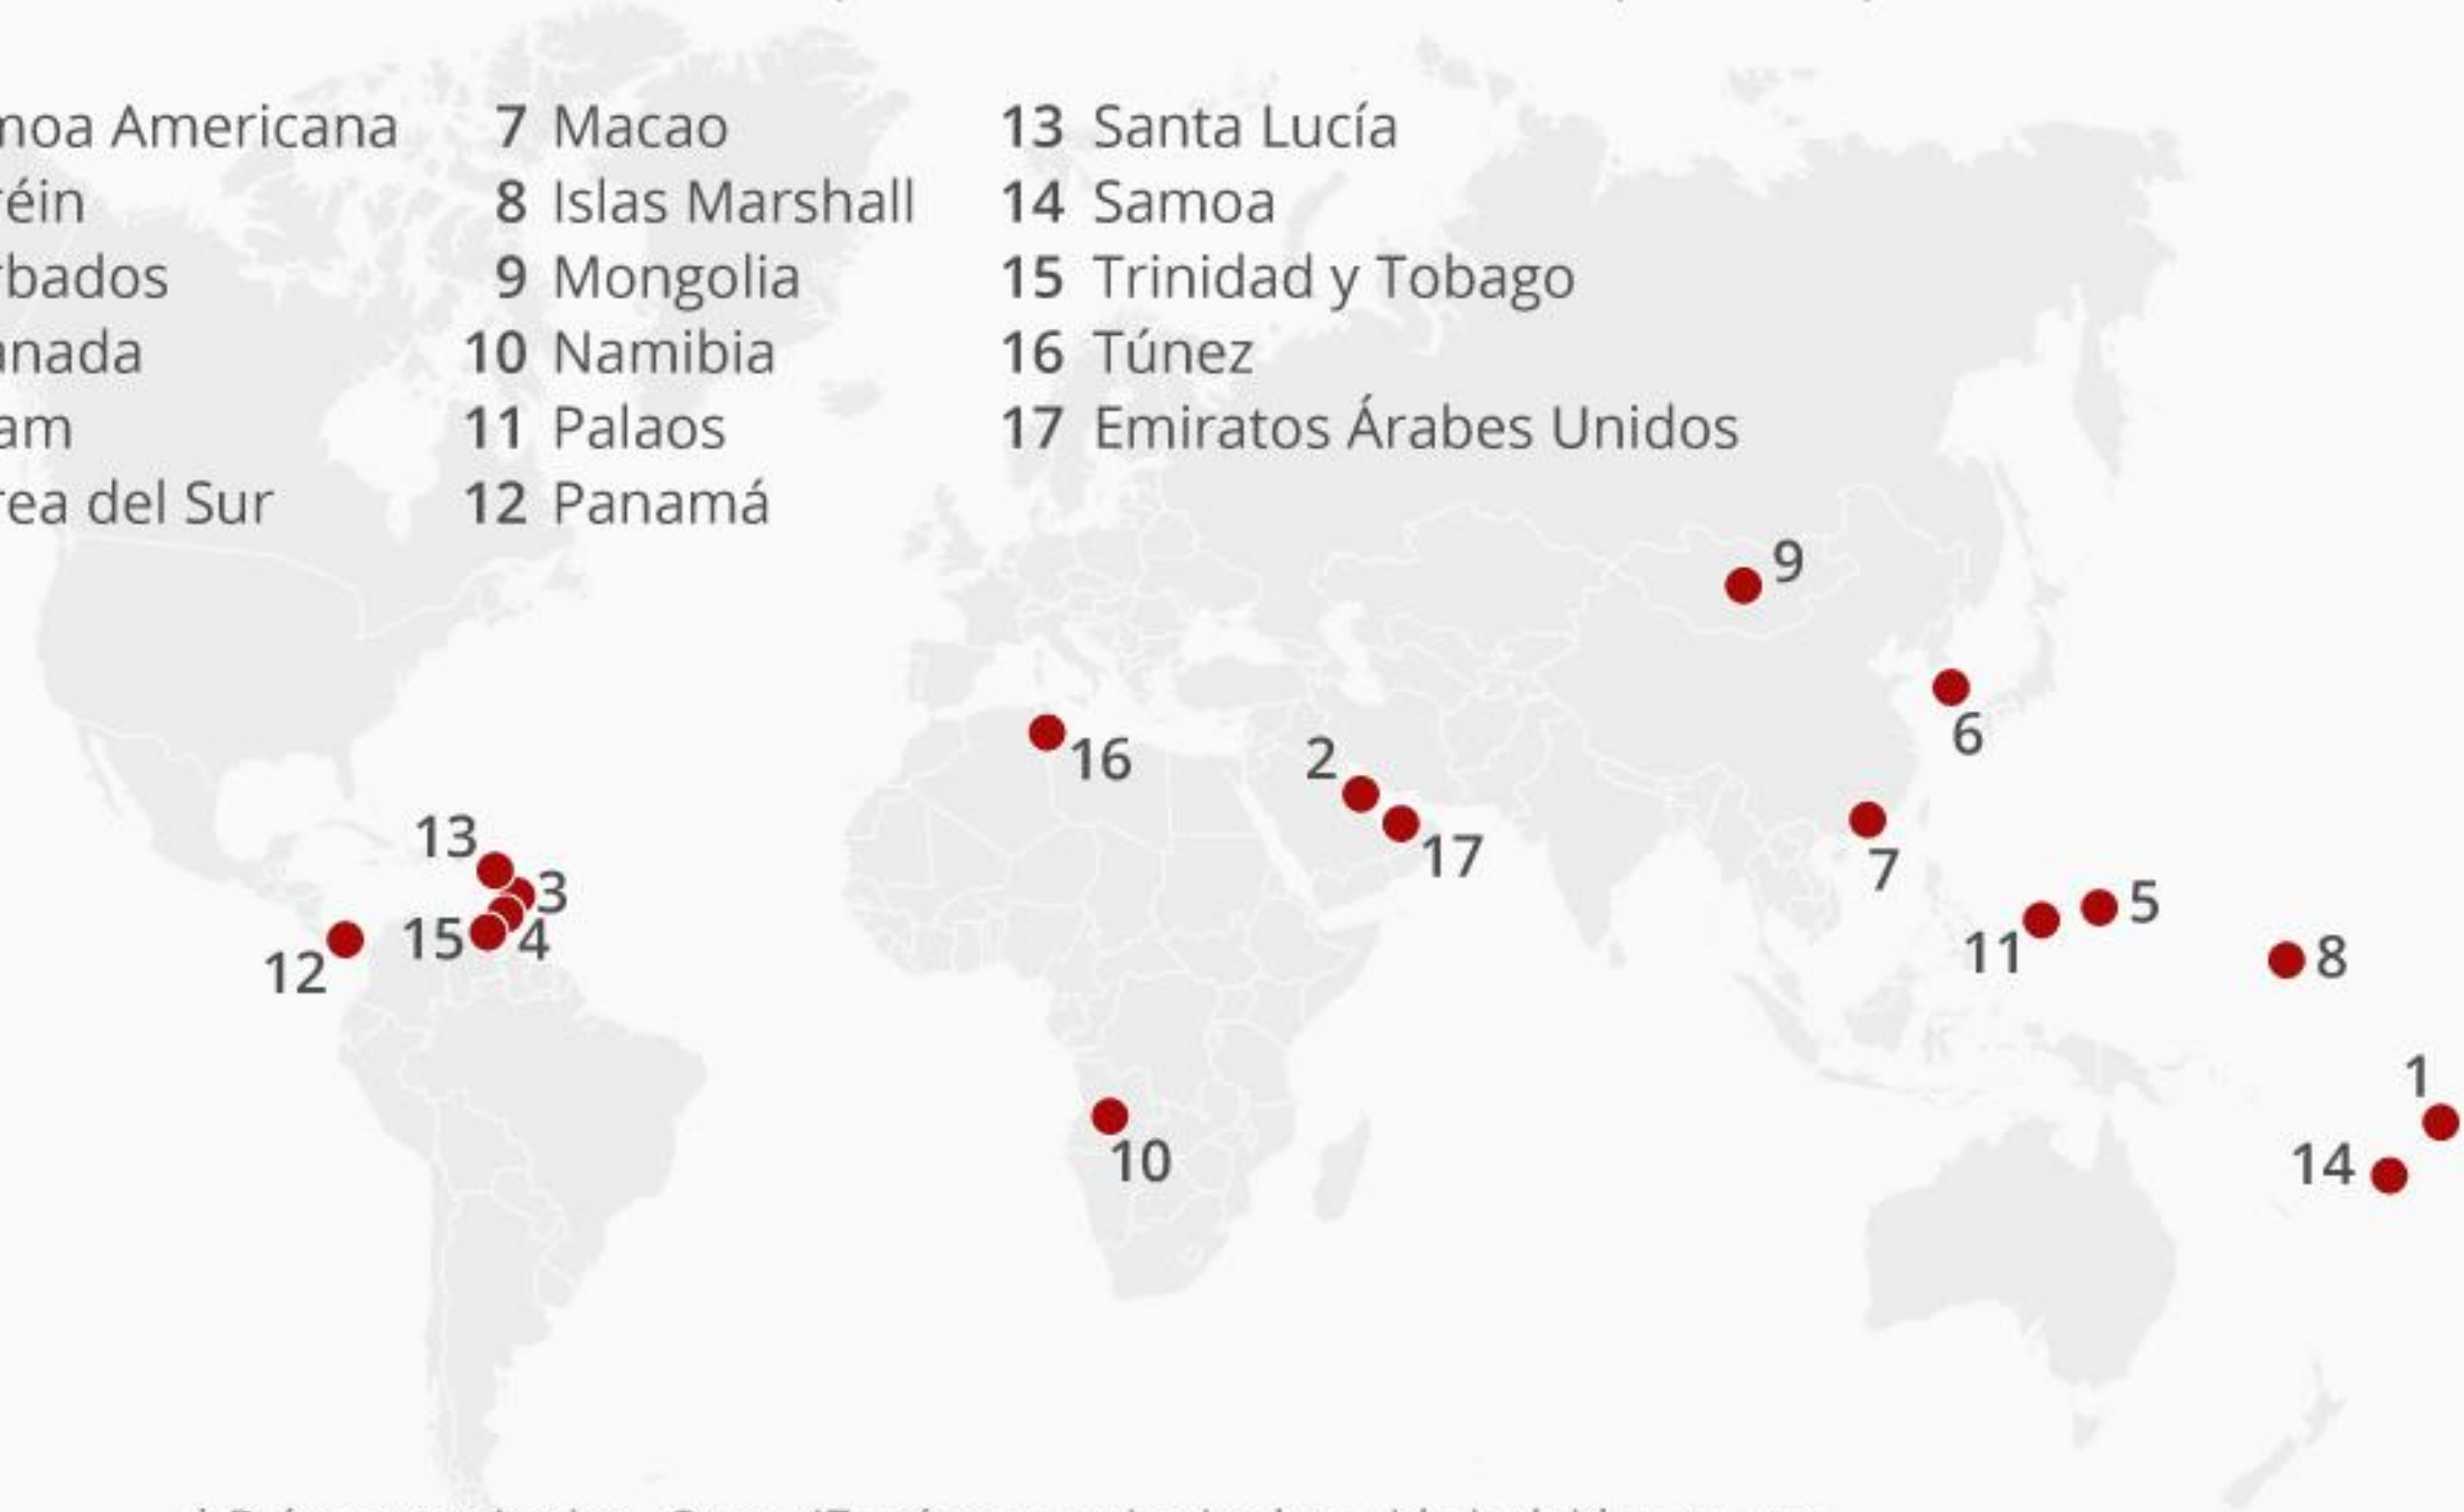 moa Americana
réin
rbados
anada
am
rea del Sur
7 Macao
8 Islas Marshall
9 Mongolia
10 Namibia
11 Palaos
12 Panamá
13 Santa Lucía
14 Samoa
15 Trinidad y Tobago
16 Túnez
17 Emiratos Árabes Unidos
9
6
16
2
17
7
13
3
15
4
12
5
11
8
1
10
14